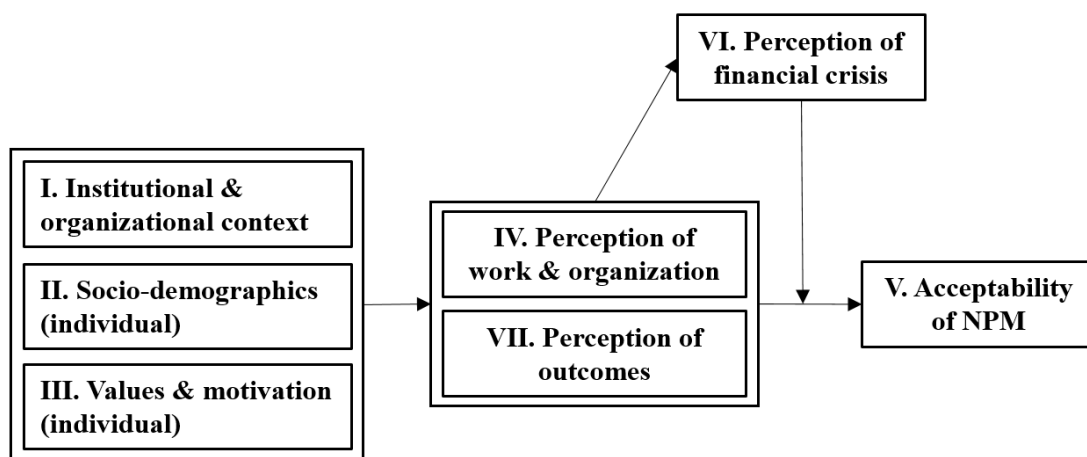 VI. Perception of
financial crisis
I. Institutional &
organizational context
II. Socio-demographics
(individual)
III. Values & motivation
(individual)
IV. Perception of
work & organization
VII. Perception of
outcomes
V. Acceptability
of NPM